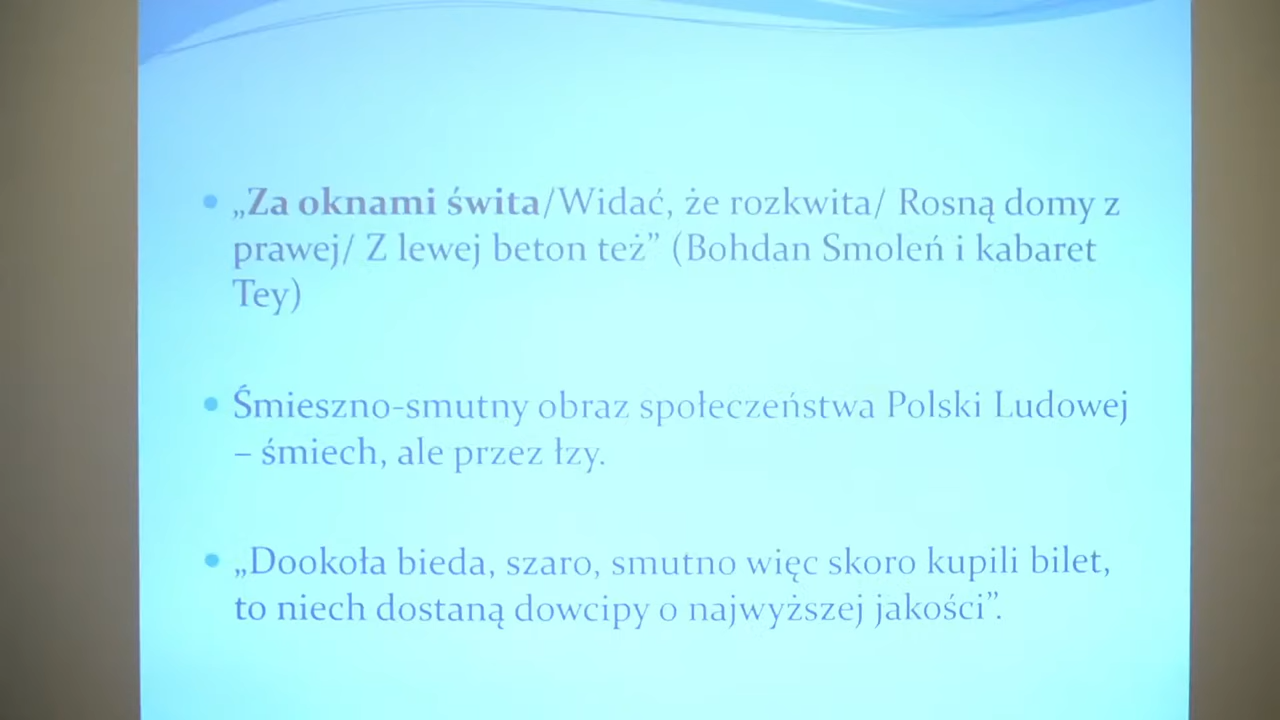 „Za oknami świta/Widać, że rozkwita/ Rosną domy z
prawej/ Z lewej beton też” (Bohdan Smoleń i kabaret
Tey)
Śmieszno-smutny obraz społeczeństwa Polski Ludowej
– śmiech, ale przez łzy.
„Dookoła bieda, szaro, smutno więc skoro kupili bilet,
to niech dostaną dowcipy o najwyższej jakości”.